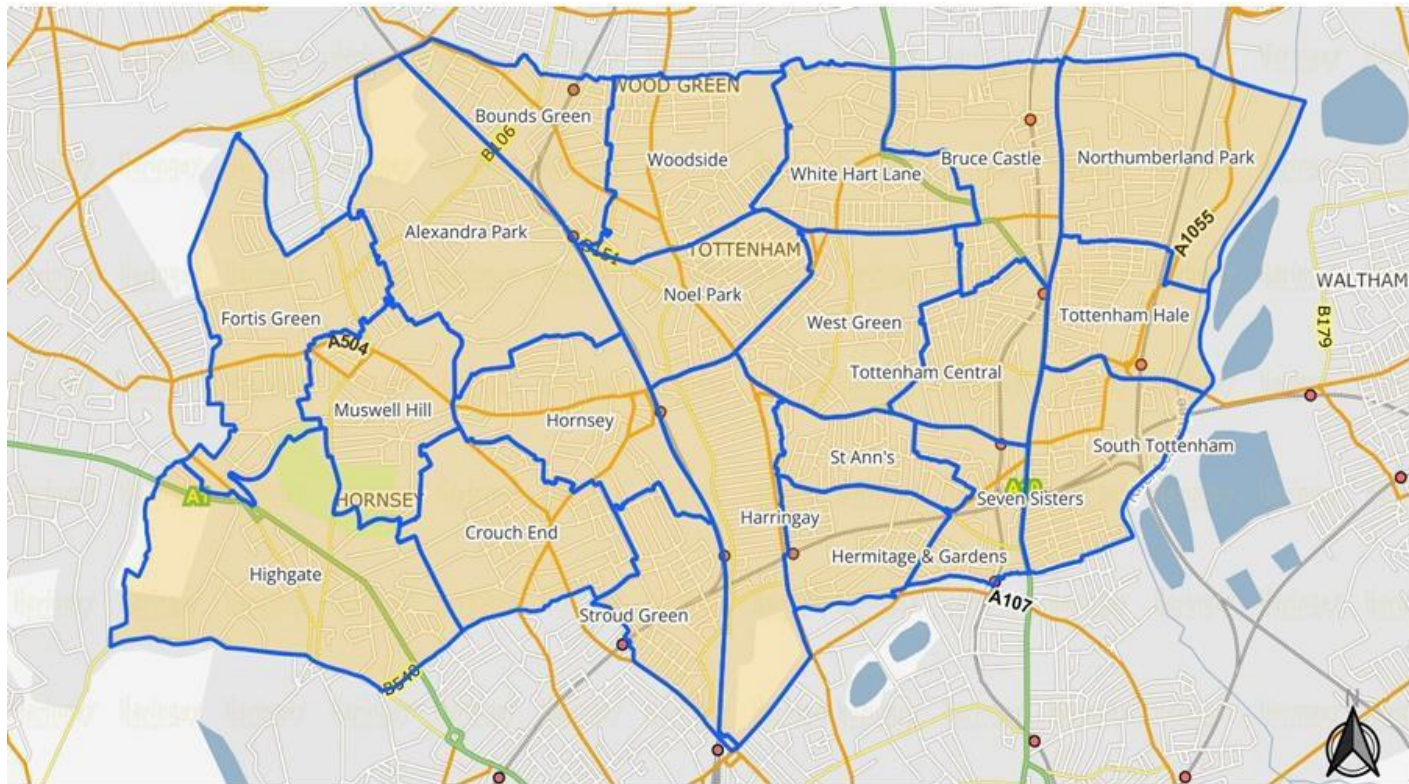 WOOD GREEN
Bounds Green
B106
Woodside
White Hart Lane
Bruce Castle
Northumberland Park
Alexandra Park
B151
TOTTENHAM
A1055
Noel Park
WALTHAM
Fortis Green
West Green
Tottenham Hale
B179
A504
Tottenham Central
Muswell Hill
Hornsey
South Tottenham
St Ann's
A1
HORNSEY
Seven Sisters
Harringay
Crouch End
Hermitage & Gardens
Highgate
A107
Stroud Green
B540
N